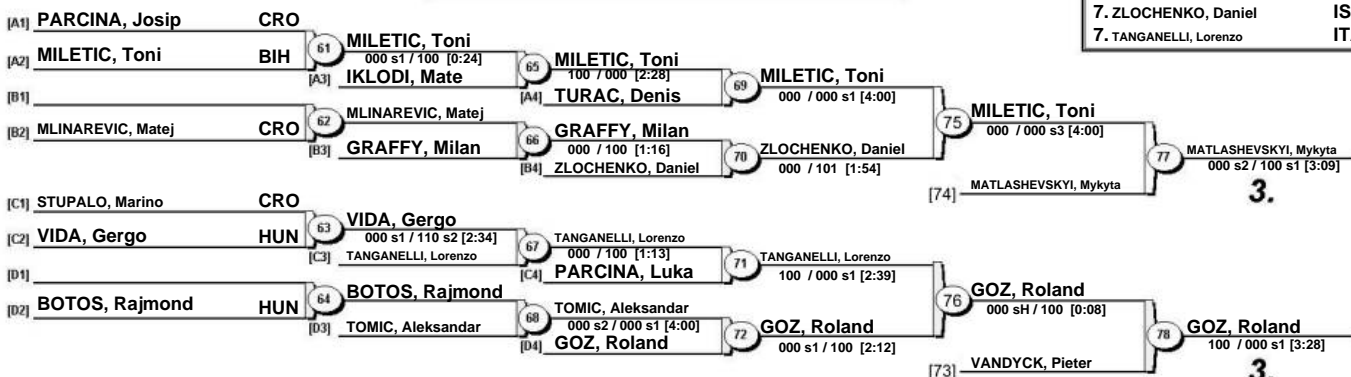 7. ZLOCHENKO, Daniel IS
7. TANGANELLI, Lorenzo IT
[A1] PARCINA, Josip CRO
[A2] MILETIC, Toni BIH
61 MILETIC, Toni
000 s1 / 100 [0:24]
[A3] IKLODI, Mate
65 MILETIC, Toni
100 / 000 [2:28]
[A4] TURAC, Denis
69 MILETIC, Toni
000 / 000 s1 [4:00]
[B1]
[B2] MLINAREVIC, Matej CRO
62 MLINAREVIC, Matej
[B3] GRAFFY, Milan
66 GRAFFY, Milan
000 / 100 [1:16]
[B4] ZLOCHENKO, Daniel
70 ZLOCHENKO, Daniel
000 / 101 [1:54]
75 MILETIC, Toni
000 / 000 s3 [4:00]
[74] MATLASHEVSKYI, Mykyta
77 MATLASHEVSKYI, Mykyta
000 s2 / 100 s1 [3:09]
3.
[C1] STUPALO, Marino CRO
[C2] VIDA, Gergo HUN
63 VIDA, Gergo
000 s1 / 110 s2 [2:34]
[C3] TANGANELLI, Lorenzo
67 TANGANELLI, Lorenzo
000 / 100 [1:13]
[C4] PARCINA, Luka
71 TANGANELLI, Lorenzo
100 / 000 s1 [2:39]
[D1]
[D2] BOTOS, Rajmond HUN
64 BOTOS, Rajmond
[D3] TOMIC, Aleksandar
68 TOMIC, Aleksandar
000 s2 / 000 s1 [4:00]
[D4] GOZ, Roland
72 GOZ, Roland
000 s1 / 100 [2:12]
76 GOZ, Roland
000 sH / 100 [0:08]
[73] VANDYCK, Pieter
78 GOZ, Roland
100 / 000 s1 [3:28]
3.